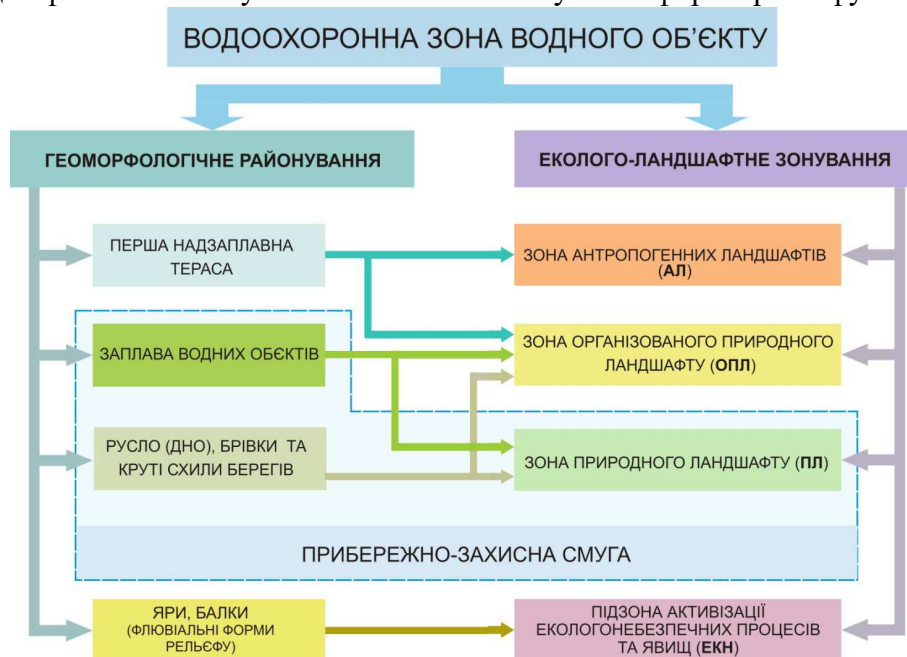 ВОДООХОРОННА ЗОНА ВОДНОГО ОБ’ЄКТУ
ГЕОМОРФОЛОГІЧНЕ РАЙОНУВАННЯ
ЕКОЛОГО-ЛАНДШАФТНЕ ЗОНУВАННЯ
ПЕРША НАДЗАПЛАВНА
ТЕРАСА
ЗОНА АНТРОПОГЕННИХ ЛАНДШАФТІВ
(АЛ)
ЗАПЛАВА ВОДНИХ ОБЄКТІВ
ЗОНА ОРГАНІЗОВАНОГО ПРИРОДНОГО
ЛАНДШАФТУ (ОПЛ)
РУСЛО (ДНО), БРІВКИ ТА
КРУТІ СХИЛИ БЕРЕГІВ
ЗОНА ПРИРОДНОГО ЛАНДШАФТУ (ПЛ)
ПРИБЕРЕЖНО-ЗАХИСНА СМУГА
ЯРИ, БАЛКИ
(ФЛЮВІАЛЬНІ ФОРМИ
РЕЛЬЄФУ)
ПІДЗОНА АКТИВІЗАЦІЇ
ЕКОЛОГОНЕБЕЗПЕЧНИХ ПРОЦЕСІВ
ТА ЯВИЩ (ЕКН)